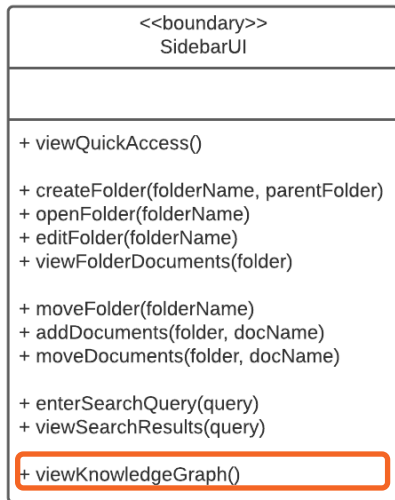 <<boundary>>
SidebarUI
+ viewQuickAccess()
+ createFolder(folderName, parentFolder)
+ openFolder(folderName)
+ editFolder(folderName)
+ viewFolderDocuments(folder)
+ moveFolder(folderName)
+ addDocuments(folder, docName)
+ moveDocuments(folder, docName)
+ enterSearchQuery(query)
+ viewSearchResults(query)
+ viewKnowledgeGraph()